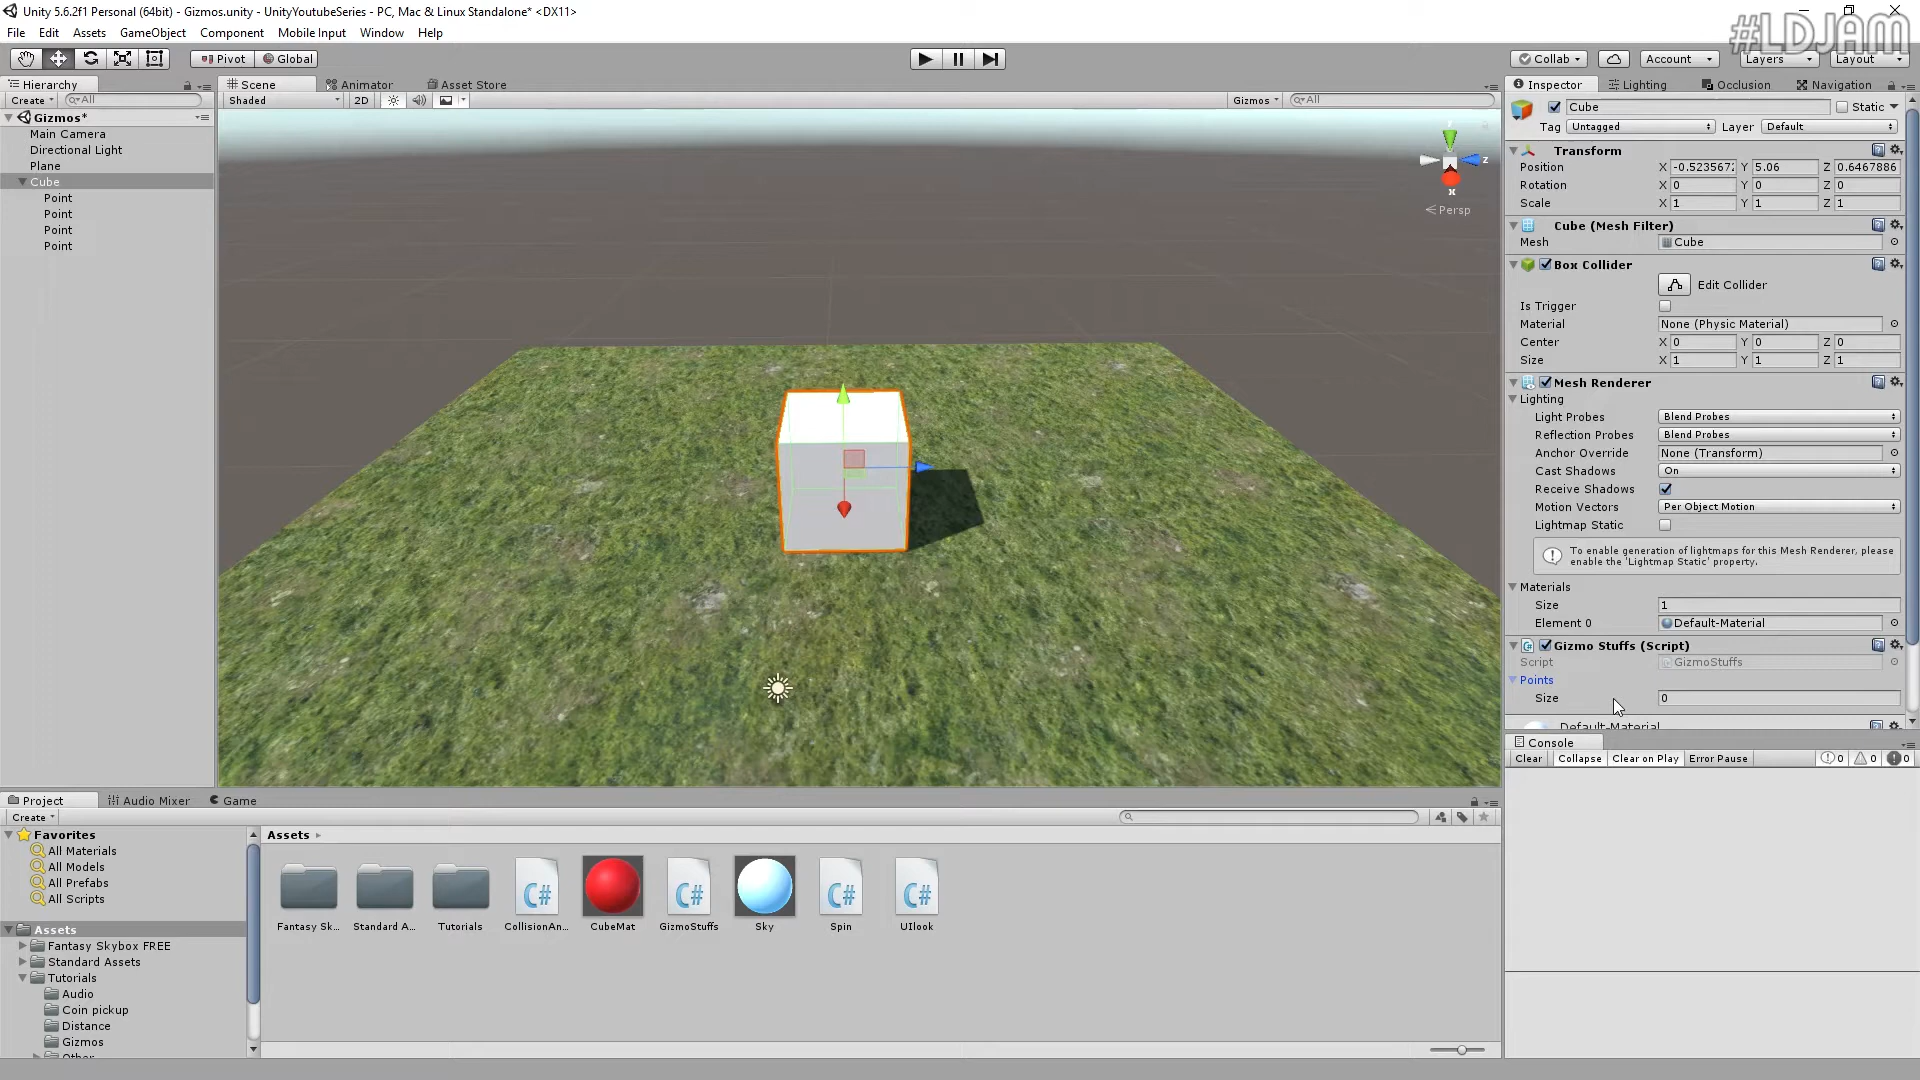 Unity 5.6.2f1 Personal (64bit) - Gizmos.unity - UnityYoutubeSeries - PC, Mac & Linux Standalone* <DX11>
#LDJAM
File Edit Assets GameObject Component Mobile Input Window Help
Pivot Global Collab Account Layers Layout
Hierarchy
Create All
Gizmos*
Main Camera
Directional Light
Plane
Cube
Point
Point
Point
Point
Scene Animator Asset Store
Shaded 2D Gizmos All
z
x
Persp
Inspector Lighting Occlusion Navigation
Cube Static
Tag Untagged Layer Default
Transform
Position X -0.5235672 Y 5.06 Z 0.6467886
Rotation X 0 Y 0 Z 0
Scale X 1 Y 1 Z 1
Cube (Mesh Filter)
Mesh Cube
Box Collider
Edit Collider
Is Trigger
Material None (Physic Material)
Center X 0 Y 0 Z 0
Size X 1 Y 1 Z 1
Mesh Renderer
Lighting
Light Probes Blend Probes
Reflection Probes Blend Probes
Anchor Override None (Transform)
Cast Shadows On
Receive Shadows
Motion Vectors Per Object Motion
Lightmap Static
To enable generation of lightmaps for this Mesh Renderer, please
enable the 'Lightmap Static' property.
Materials
Size 1
Element 0 Default-Material
Gizmo Stuffs (Script)
Script GizmoStuffs
Points
Size 0
Default-Material
Console
Clear Collapse Clear on Play Error Pause 0 0 0
Project Audio Mixer Game
Create
Favorites
All Materials
All Models
All Prefabs
All Scripts
Assets
Fantasy Skybox FREE
Standard Assets
Tutorials
Audio
Coin pickup
Distance
Gizmos
Other
Assets
C# C# C# C#
Fantasy Sk... Standard A... Tutorials CollisionAn... CubeMat GizmoStuffs Sky Spin UIlook